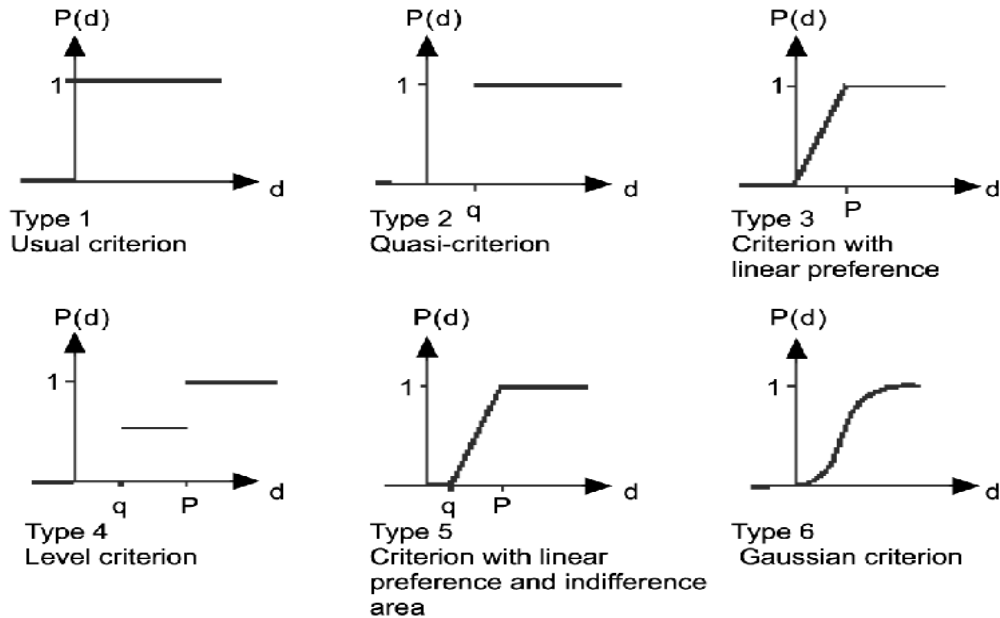 P(d)
1
d
Type 1
Usual criterion
P(d)
1
q
d
Type 2
Quasi-criterion
P(d)
1
P
d
Type 3
Criterion with
linear preference
P(d)
1
q
P
d
Type 4
Level criterion
P(d)
1
q
P
d
Type 5
Criterion with linear
preference and indifference
area
P(d)
1
d
Type 6
Gaussian criterion